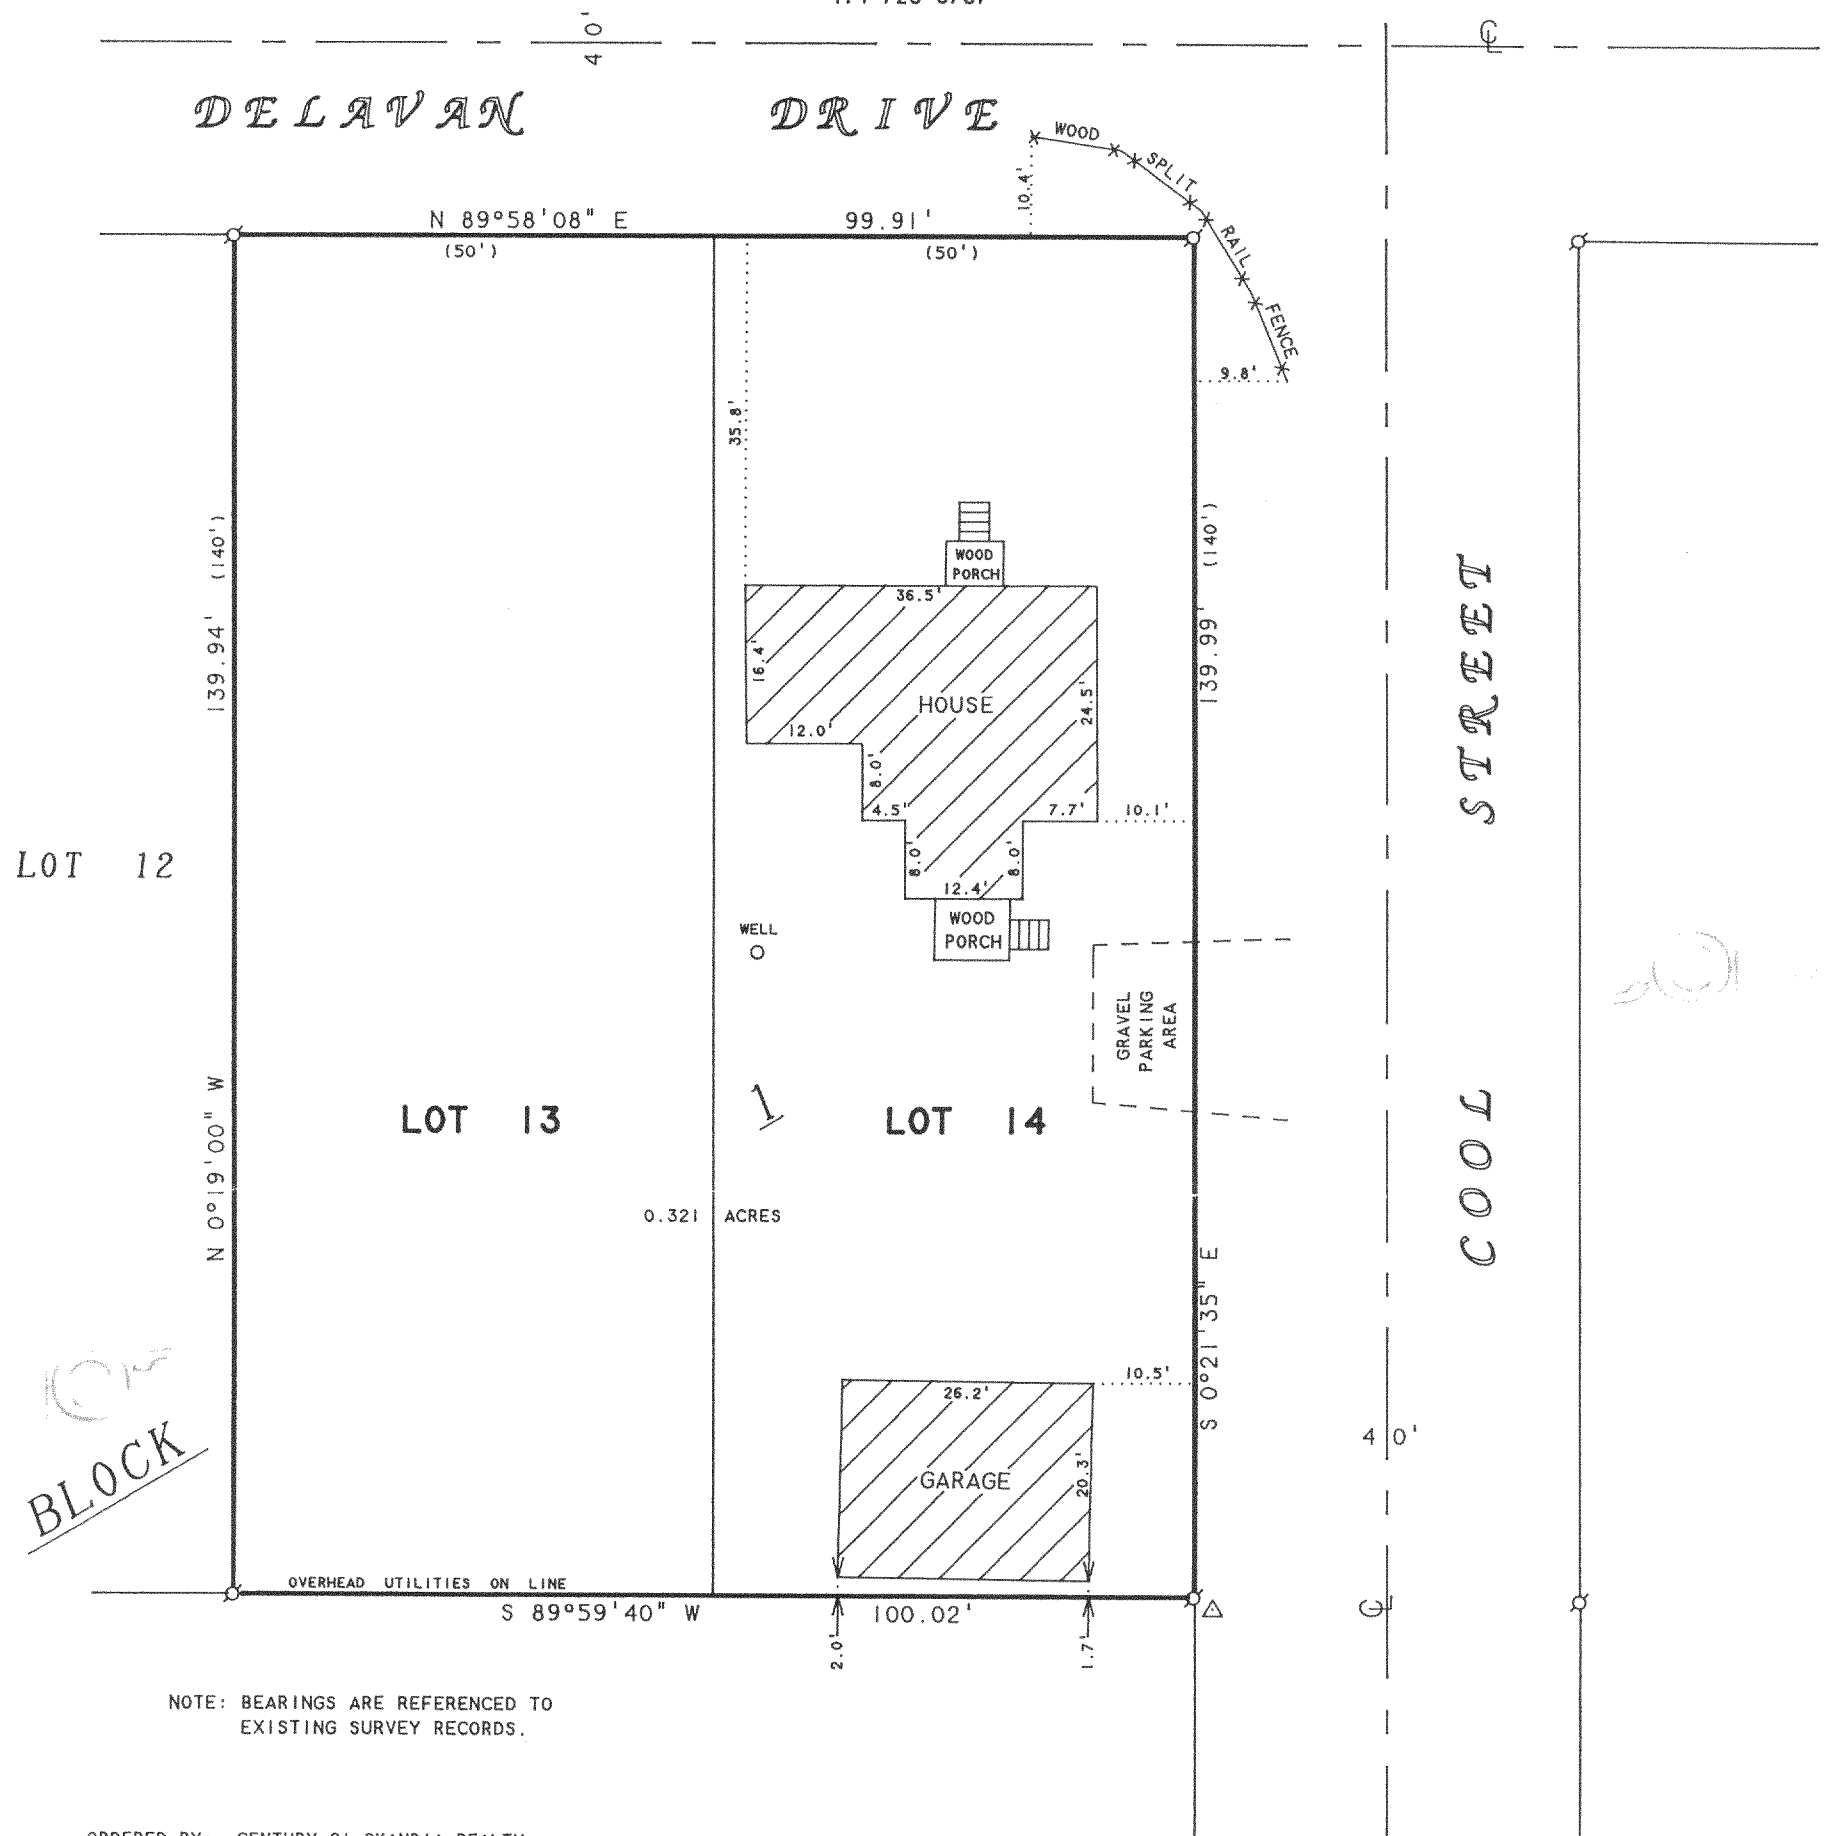 40'
DELAVAN DRIVE
WOOD SPLIT RAIL FENCE
10.4'
N 89°58'08" E 99.91'
(50') (50')
9.8'
35.8'
139.94' (140')
139.99' (140')
WOOD
PORCH
36.5'
16.4'
HOUSE
24.5'
12.0'
8.0'
4.5'
7.7'
10.1'
8.0'
8.0'
12.4'
WOOD
PORCH
COOL STREET
LOT 12
WELL
GRAVEL
PARKING
AREA
LOT 13
1
LOT 14
N 0°19'00" W
0.321 ACRES
S 0°21'35" E
10.5'
26.2'
GARAGE
20.3'
40'
BLOCK
OVERHEAD UTILITIES ON LINE
S 89°59'40" W 100.02'
2.0'
1.7'
NOTE: BEARINGS ARE REFERENCED TO
EXISTING SURVEY RECORDS.